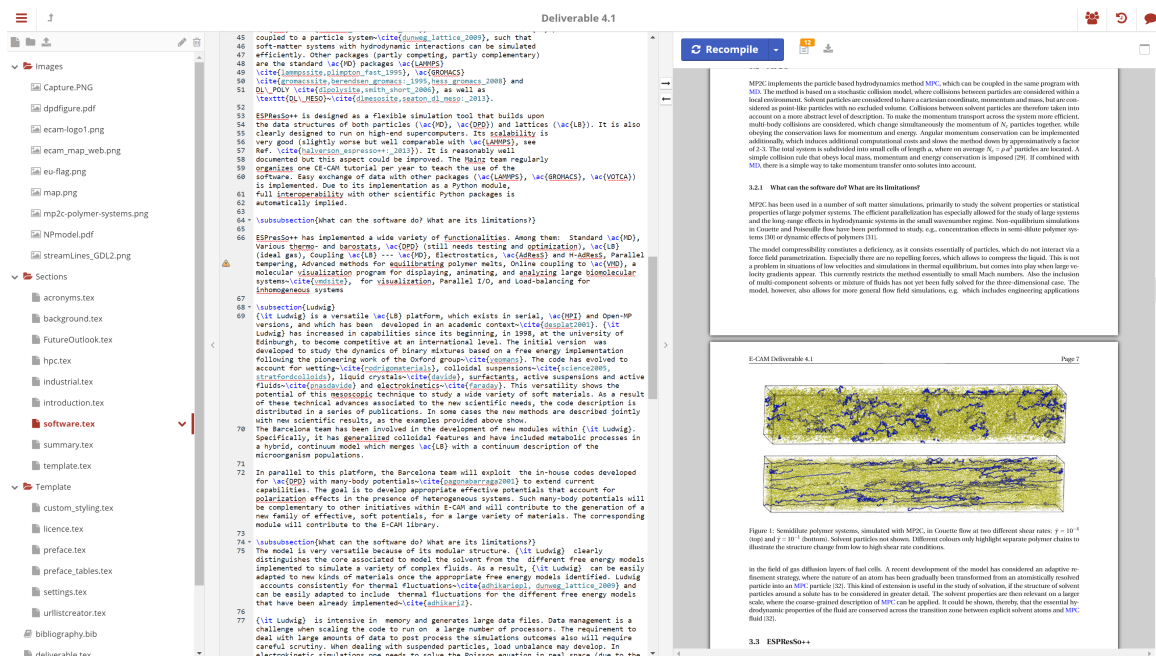 Deliverable 4.1
Images
Capture.PNG
dpdfigure.pdf
ecam-logo1.png
ecam_map_web.png
eu-flag.png
map.png
mp2c-polymer-systems.png
NPmodel.pdf
streamLines_GDL2.png
Sections
acronyms.tex
background.tex
FutureOutlook.tex
hpc.tex
industrial.tex
introduction.tex
software.tex
summary.tex
template.tex
Template
custom_styling.tex
licence.tex
preface.tex
preface_tables.tex
settings.tex
urllistcreator.tex
bibliography.bib
deliverable.tex
45 coupled to a particle system~\cite{dunweg_lattice_2009}, such that
46 soft-matter systems with hydrodynamic interactions can be simulated
47 efficiently. Other packages (partly competing, partly complementary)
48 are the standard \ac{MD} packages \ac{LAMMPS}
49 \cite{lammpssite,plimpton_fast_1995}, \ac{GROMACS}
50 \cite{gromacssite,berendsen_gromacs:_1995,hess_gromacs_2008} and
51 DL\_POLY \cite{dlpolysite,smith_short_2006}, as well as
\texttt{DL\_MESO}~\cite{dlmesosite,seaton_dl_meso:_2013}.
52
53 ESPResSo++ is designed as a flexible simulation tool that builds upon
54 the data structures of both particles (\ac{MD}, \ac{DPD}) and lattices (\ac{LB}). It is also
55 clearly designed to run on high-end supercomputers. Its scalability is
56 very good (slightly worse but well comparable with \ac{LAMMPS}, see
57 Ref. \cite{halverson_espresso++:_2013}). It is reasonably well
58 documented but this aspect could be improved. The Mainz team regularly
59 organizes one CE-CAM tutorial per year to teach the use of the
60 software. Easy exchange of data with other packages (\ac{LAMMPS}, \ac{GROMACS}, \ac{VOTCA})
is implemented. Due to its implementation as a Python module,
61 full interoperability with other scientific Python packages is
62 automatically implied.
63
64 \subsubsection{What can the software do? What are its limitations?}
65
66 ESPResSo++ has implemented a wide variety of functionalities. Among them: Standard \ac{MD},
Various thermo- and barostats, \ac{DPD} (still needs testing and optimization), \ac{LB}
(ideal gas), Coupling \ac{LB} --- \ac{MD}, Electrostatics, \ac{AdResS} and H-AdResS, Parallel
tempering, Advanced methods for equilibrating polymer melts, Online coupling to \ac{VMD}, a
molecular visualization program for displaying, animating, and analyzing large biomolecular
systems~\cite{vmdsite}, for visualization, Parallel I/O, and Load-balancing for
inhomogeneous systems
67
68 \subsection{Ludwig}
69 {\it Ludwig} is a versatile \ac{LB} platform, which exists in serial, \ac{MPI} and Open-MP
versions, and which has been developed in an academic context~\cite{desplat2001}. {\it
Ludwig} has increased in capabilities since its beginning, in 1998, at the university of
Edinburgh, to become competitive at an international level. The initial version was
developed to study the dynamics of binary mixtures based on a free energy implementation
following the pioneering work of the Oxford group~\cite{yeomans}. The code has evolved to
account for wetting~\cite{rodrigomaterials}, colloidal suspensions~\cite{science2005,
stratfordcolloids}, liquid crystals~\cite{davide}, surfactants, active suspensions and active
fluids~\cite{pnasdavide} and electrokinetics~\cite{faraday}. This versatility shows the
potential of this mesoscopic technique to study a wide variety of soft materials. As a result
of these technical advances associated to the new scientific needs, the code description is
distributed in a series of publications. In some cases the new methods are described jointly
with new scientific results, as the examples provided above show.
70 The Barcelona team has been involved in the development of new modules within {\it Ludwig}.
Specifically, it has generalized colloidal features and have included metabolic processes in
a hybrid, continuum model which merges \ac{LB} with a continuum description of the
microorganism populations.
71
72 In parallel to this platform, the Barcelona team will exploit the in-house codes developed
for \ac{DPD} with many-body potentials~\cite{pagonabarraga2001} to extend current
capabilities. The goal is to develop appropriate effective potentials that account for
polarization effects in the presence of heterogeneous systems. Such many-body potentials will
be complementary to other initiatives within E-CAM and will contribute to the generation of a
new family of effective, soft potentials, for a large variety of materials. The corresponding
module will contribute to the E-CAM library.
73
74 \subsubsection{What can the software do? What are its limitations?}
75 The model is very versatile because of its modular structure. {\it Ludwig} clearly
distinguishes the core associated to model the solvent from the different free energy models
implemented to simulate a variety of complex fluids. As a result, {\it Ludwig} can be easily
adapted to new kinds of materials once the appropriate free energy models identified. Ludwig
accounts consistently for thermal fluctuations~\cite{adhikariepl, dunweg_lattice_2009} and
can be easily adapted to include thermal fluctuations for the different free energy models
that have been already implemented~\cite{adhikari2}.
76
77 {\it Ludwig} is intensive in memory and generates large data files. Data management is a
challenge when scaling the code to run on a large number of processors. The requirement to
deal with large amounts of data to post process the simulations outcomes also will require
careful scrutiny. When dealing with suspended particles, load unbalance may develop. In
electrokinetic simulations one needs to solve the Poisson equation in real space (due to the
Recompile
12
MP2C implements the particle based hydrodynamics method MPC, which can be coupled in the same program with
MD. The method is based on a stochastic collision model, where collisions between particles are considered within a
local environment. Solvent particles are considered to have a cartesian coordinate, momentum and mass, but are con-
sidered as point-like particles with no excluded volume. Collisions between solvent particles are therefore taken into
account on a more abstract level of description. To make the momentum transport across the system more efficient,
multi-body collisions are considered, which change simultaneously the momentum of Nc particles together, while
obeying the conservation laws for momentum and energy. Angular momentum conservation can be implemented
additionally, which induces additional computational costs and slows the method down by approximately a factor
of 2-3. The total system is subdivided into small cells of length a, where on average Nc = ρ a³ particles are located. A
simple collision rule that obeys local mass, momentum and energy conservation is imposed [29]. If combined with
MD, there is a simple way to take momentum transfer onto solutes into account.
3.2.1 What can the software do? What are its limitations?
MP2C has been used in a number of soft matter simulations, primarily to study the solvent properties or statistical
properties of large polymer systems. The efficient parallelization has especially allowed for the study of large systems
and the long-range effects in hydrodynamic systems in the small wavenumber regime. Non-equilibrium simulations
in Couette and Poiseuille flow have been performed to study, e.g., concentration effects in semi-dilute polymer sys-
tems [30] or dynamic effects of polymers [31].
The model compressibility constitutes a deficiency, as it consists essentially of particles, which do not interact via a
force field parametrization. Especially there are no repelling forces, which allows to compress the liquid. This is not
a problem in situations of low velocities and simulations in thermal equilibrium, but comes into play when large ve-
locity gradients appear. This currently restricts the method essentially to small Mach numbers. Also the inclusion
of multi-component solvents or mixture of fluids has not yet been fully solved for the three-dimensional case. The
model, however, also allows for more general flow field simulations, e.g. which includes engineering applications
E-CAM Deliverable 4.1 Page 7
Figure 1: Semidilute polymer systems, simulated with MP2C, in Couette flow at two different shear rates:
(top) and (bottom). Solvent particles not shown. Different colours only highlight separate polymer chains to
illustrate the structure change from low to high shear rate conditions.
in the field of gas diffusion layers of fuel cells. A recent development of the model has considered an adaptive re-
finement strategy, where the nature of an atom has been gradually been transformed from an atomistically resolved
particle into an MPC particle [32]. This kind of extension is useful in the study of solvation, if the structure of solvent
particles around a solute has to be considered in greater detail. The solvent properties are then relevant on a larger
scale, where the coarse-grained description of MPC can be applied. It could be shown, thereby, that the essential hy-
drodynamic properties of the fluid are conserved across the transition zone between explicit solvent atoms and MPC
fluid [32].
3.3 ESPResSo++